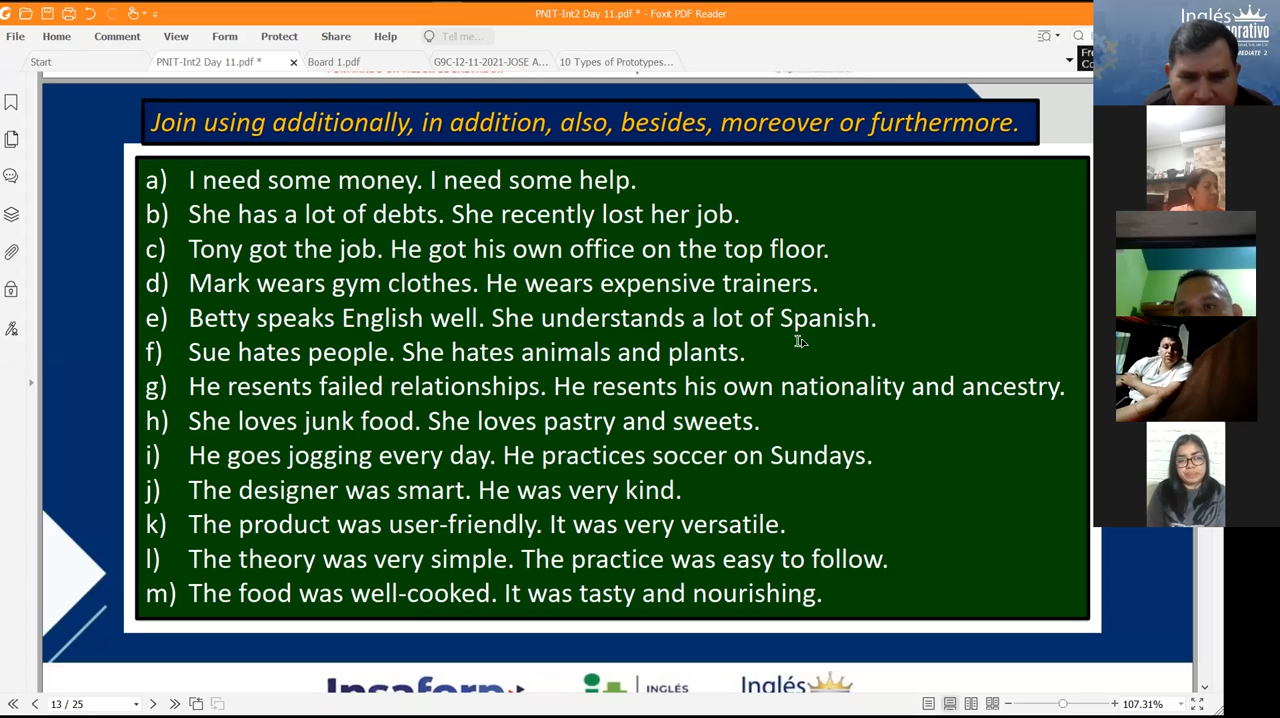 PNIT-Int2 Day 11.pdf * - Foxit PDF Reader
File Home Comment View Form Protect Share Help Tell me...
Start PNIT-Int2 Day 11.pdf * Board 1.pdf G9C-I2-11-2021-JOSE A... 10 Types of Prototypes...
Inglés
MEDIATE 2
Join using additionally, in addition, also, besides, moreover or furthermore.
a) I need some money. I need some help.
b) She has a lot of debts. She recently lost her job.
c) Tony got the job. He got his own office on the top floor.
d) Mark wears gym clothes. He wears expensive trainers.
e) Betty speaks English well. She understands a lot of Spanish.
f) Sue hates people. She hates animals and plants.
g) He resents failed relationships. He resents his own nationality and ancestry.
h) She loves junk food. She loves pastry and sweets.
i) He goes jogging every day. He practices soccer on Sundays.
j) The designer was smart. He was very kind.
k) The product was user-friendly. It was very versatile.
l) The theory was very simple. The practice was easy to follow.
m) The food was well-cooked. It was tasty and nourishing.
Insaforp INGLÉS Inglés
13 / 25 107.31%